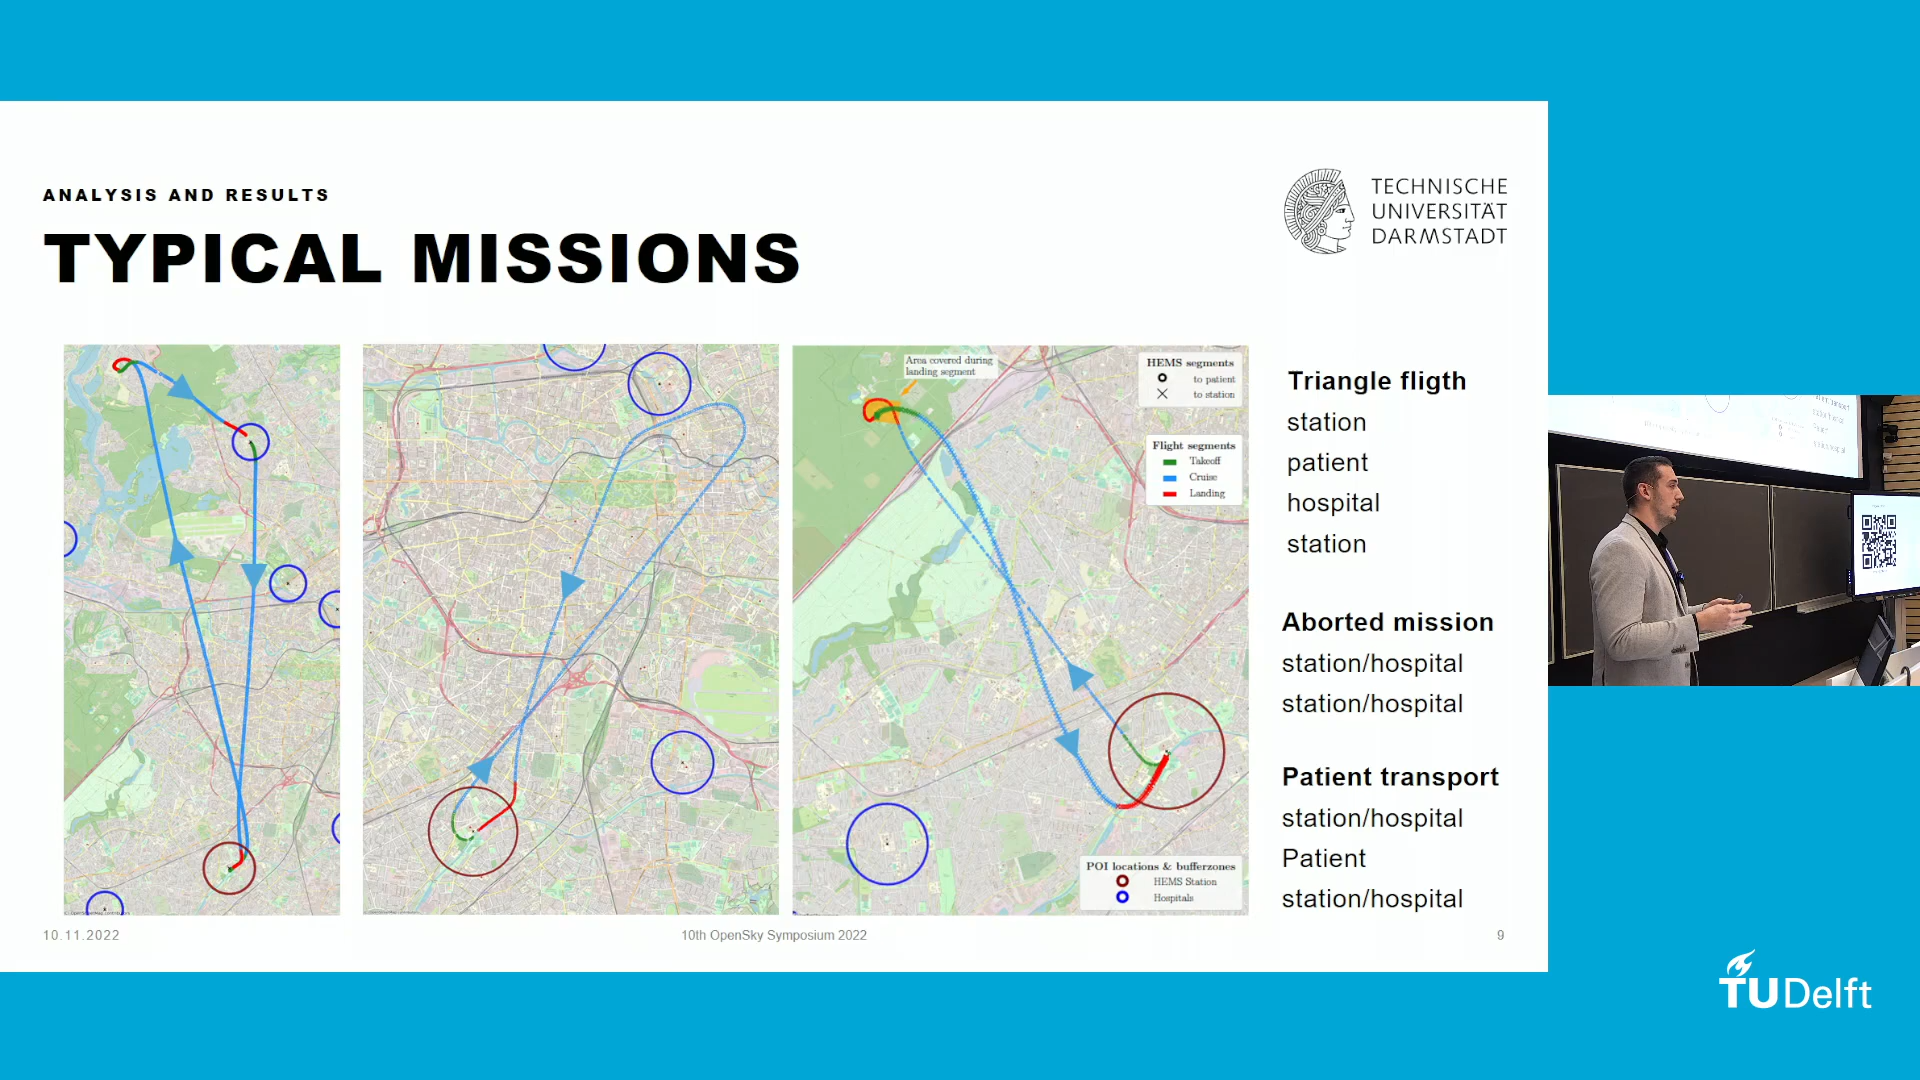 ANALYSIS AND RESULTS
TYPICAL MISSIONS
TECHNISCHE
UNIVERSITÄT
DARMSTADT
Area covered during
landing segment
HEMS segments
to patient
to station
Flight segments
Takeoff
Cruise
Landing
POI locations & bufferzones
HEMS Station
Hospitals
Triangle fligth
station
patient
hospital
station
Aborted mission
station/hospital
station/hospital
Patient transport
station/hospital
Patient
station/hospital
10.11.2022
10th OpenSky Symposium 2022
9
TUDelft